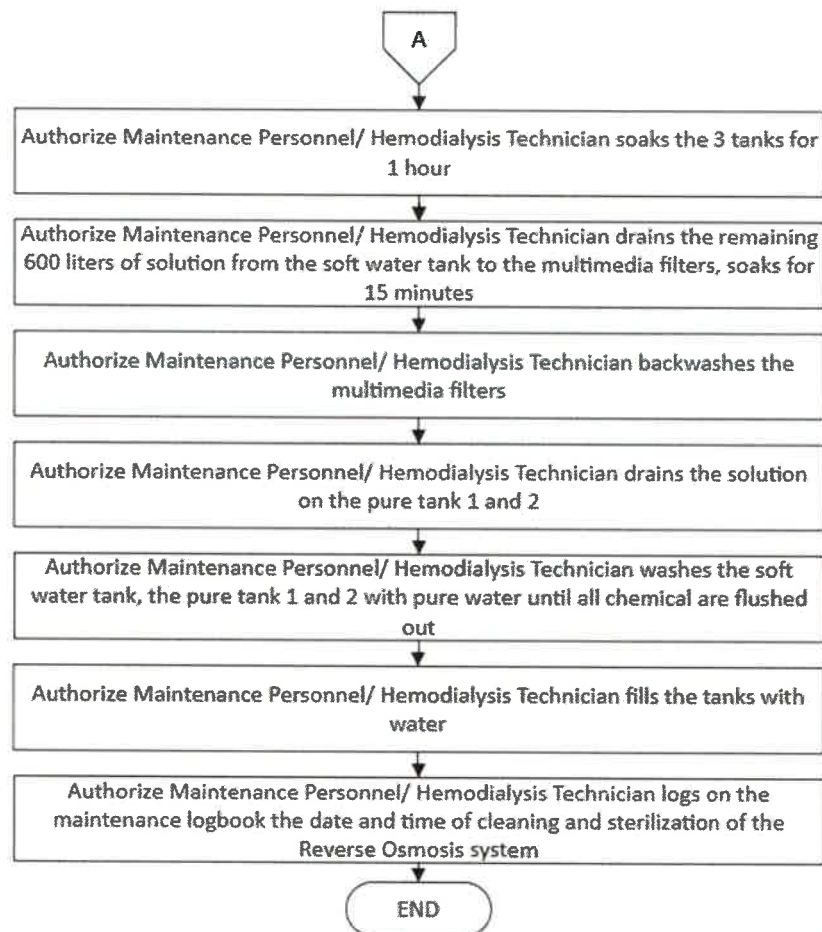 A
Authorize Maintenance Personnel/ Hemodialysis Technician soaks the 3 tanks for
1 hour
Authorize Maintenance Personnel/ Hemodialysis Technician drains the remaining
600 liters of solution from the soft water tank to the multimedia filters, soaks for
15 minutes
Authorize Maintenance Personnel/ Hemodialysis Technician backwashes the
multimedia filters
Authorize Maintenance Personnel/ Hemodialysis Technician drains the solution
on the pure tank 1 and 2
Authorize Maintenance Personnel/ Hemodialysis Technician washes the soft
water tank, the pure tank 1 and 2 with pure water until all chemical are flushed
out
Authorize Maintenance Personnel/ Hemodialysis Technician fills the tanks with
water
Authorize Maintenance Personnel/ Hemodialysis Technician logs on the
maintenance logbook the date and time of cleaning and sterilization of the
Reverse Osmosis system
END